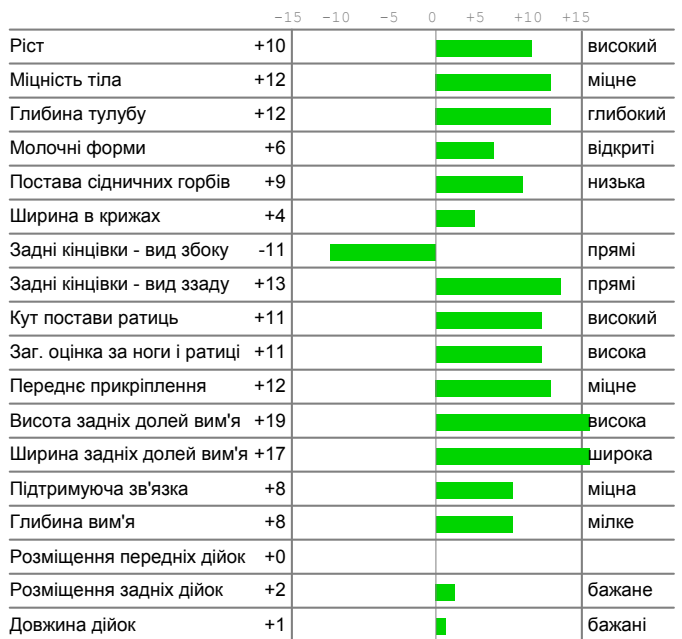 -15 -10 -5 0 +5 +10 +15
Ріст +10 високий
Міцність тіла +12 міцне
Глибина тулубу +12 глибокий
Молочні форми +6 відкриті
Постава сідничних горбів +9 низька
Ширина в крижах +4
Задні кінцівки - вид збоку -11 прямі
Задні кінцівки - вид ззаду +13 прямі
Кут постави ратиць +11 високий
Заг. оцінка за ноги і ратиці +11 висока
Переднє прикріплення +12 міцне
Висота задніх долей вим'я +19 висока
Ширина задніх долей вим'я +17 широка
Підтримуюча зв'язка +8 міцна
Глибина вим'я +8 мілке
Розміщення передніх дійок +0
Розміщення задніх дійок +2 бажане
Довжина дійок +1 бажані